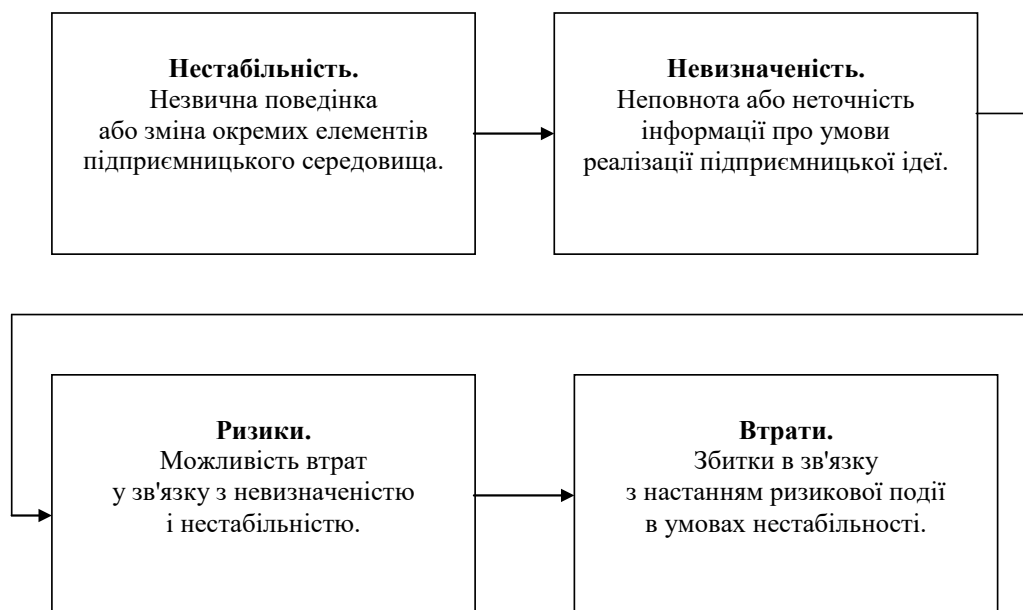 Нестабільність.
Незвична поведінка
або зміна окремих елементів
підприємницького середовища.
Невизначеність.
Неповнота або неточність
інформації про умови
реалізації підприємницької ідеї.
Ризики.
Можливість втрат
у зв'язку з невизначеністю
і нестабільністю.
Втрати.
Збитки в зв'язку
з настанням ризикової події
в умовах нестабільності.